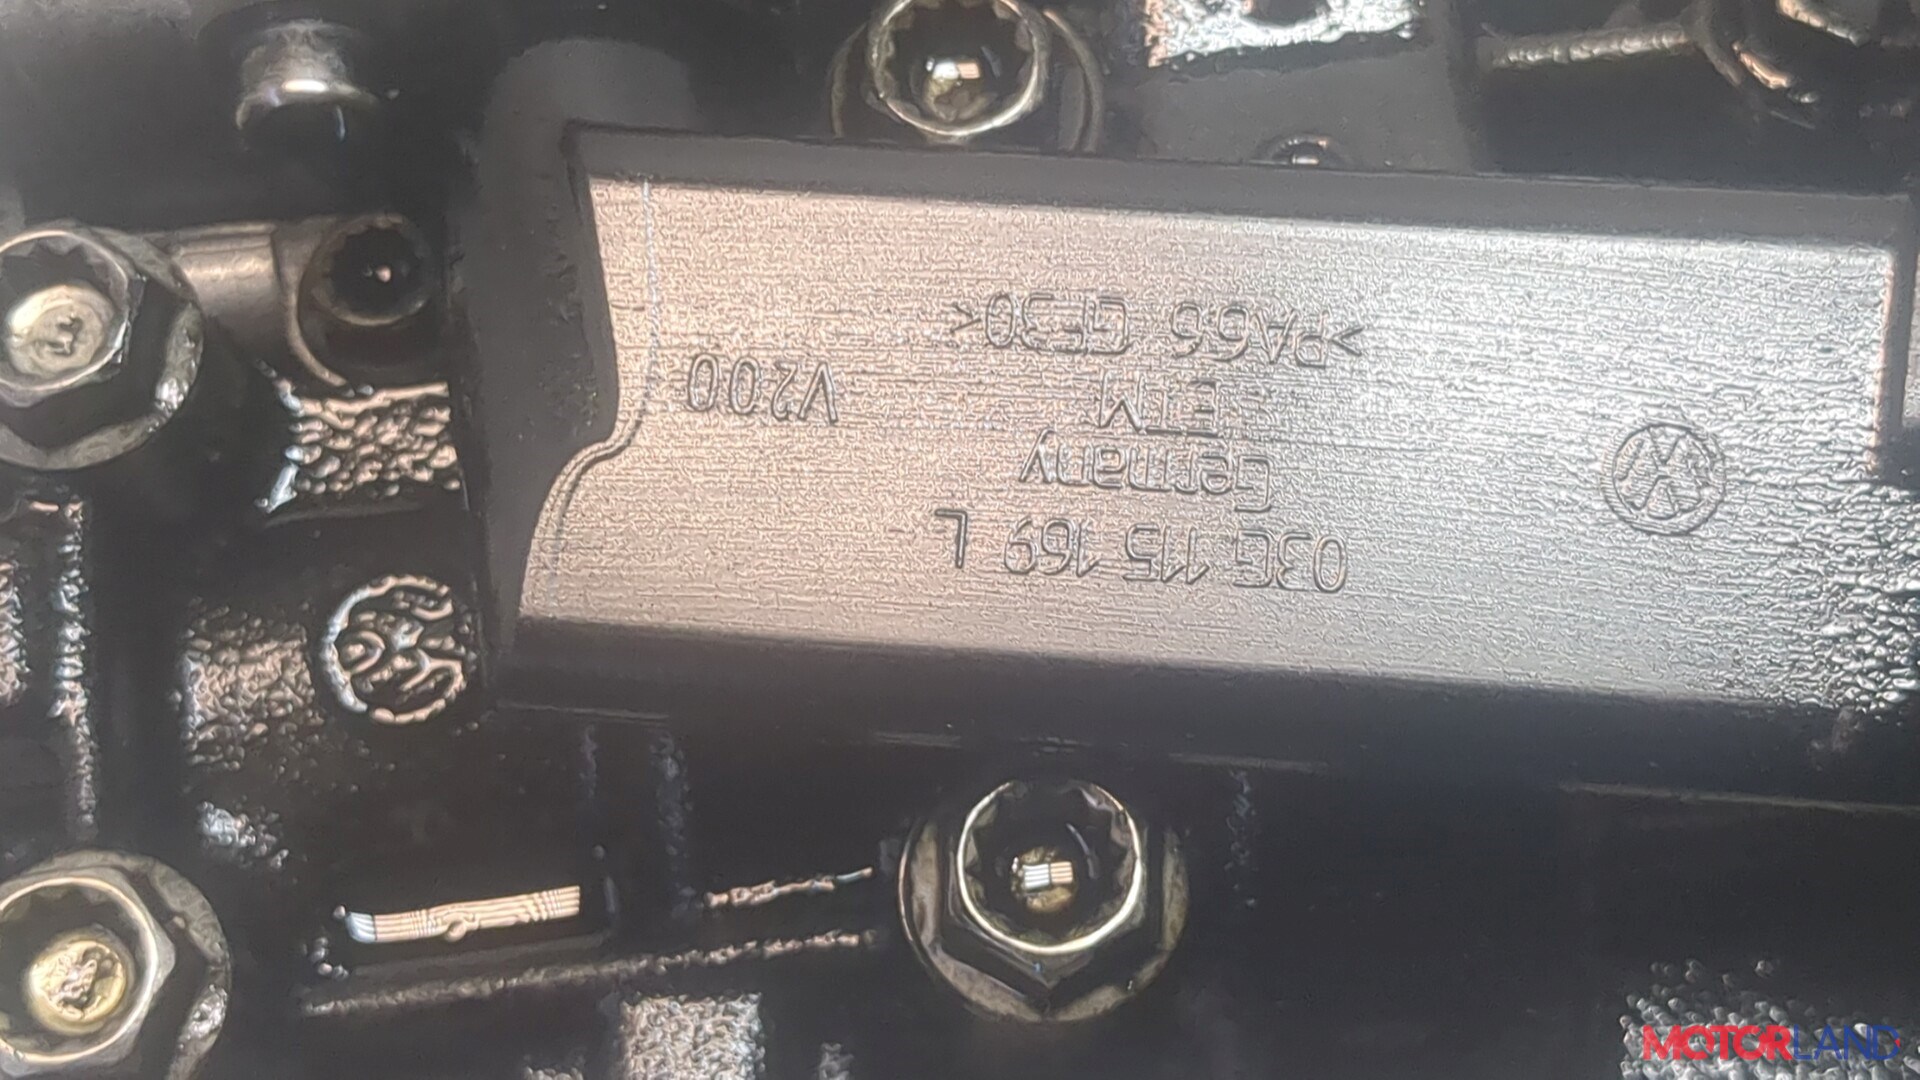 03G 115 169 L
Germany
ETM
>PA66 GF30<
V200
MOTORLAND